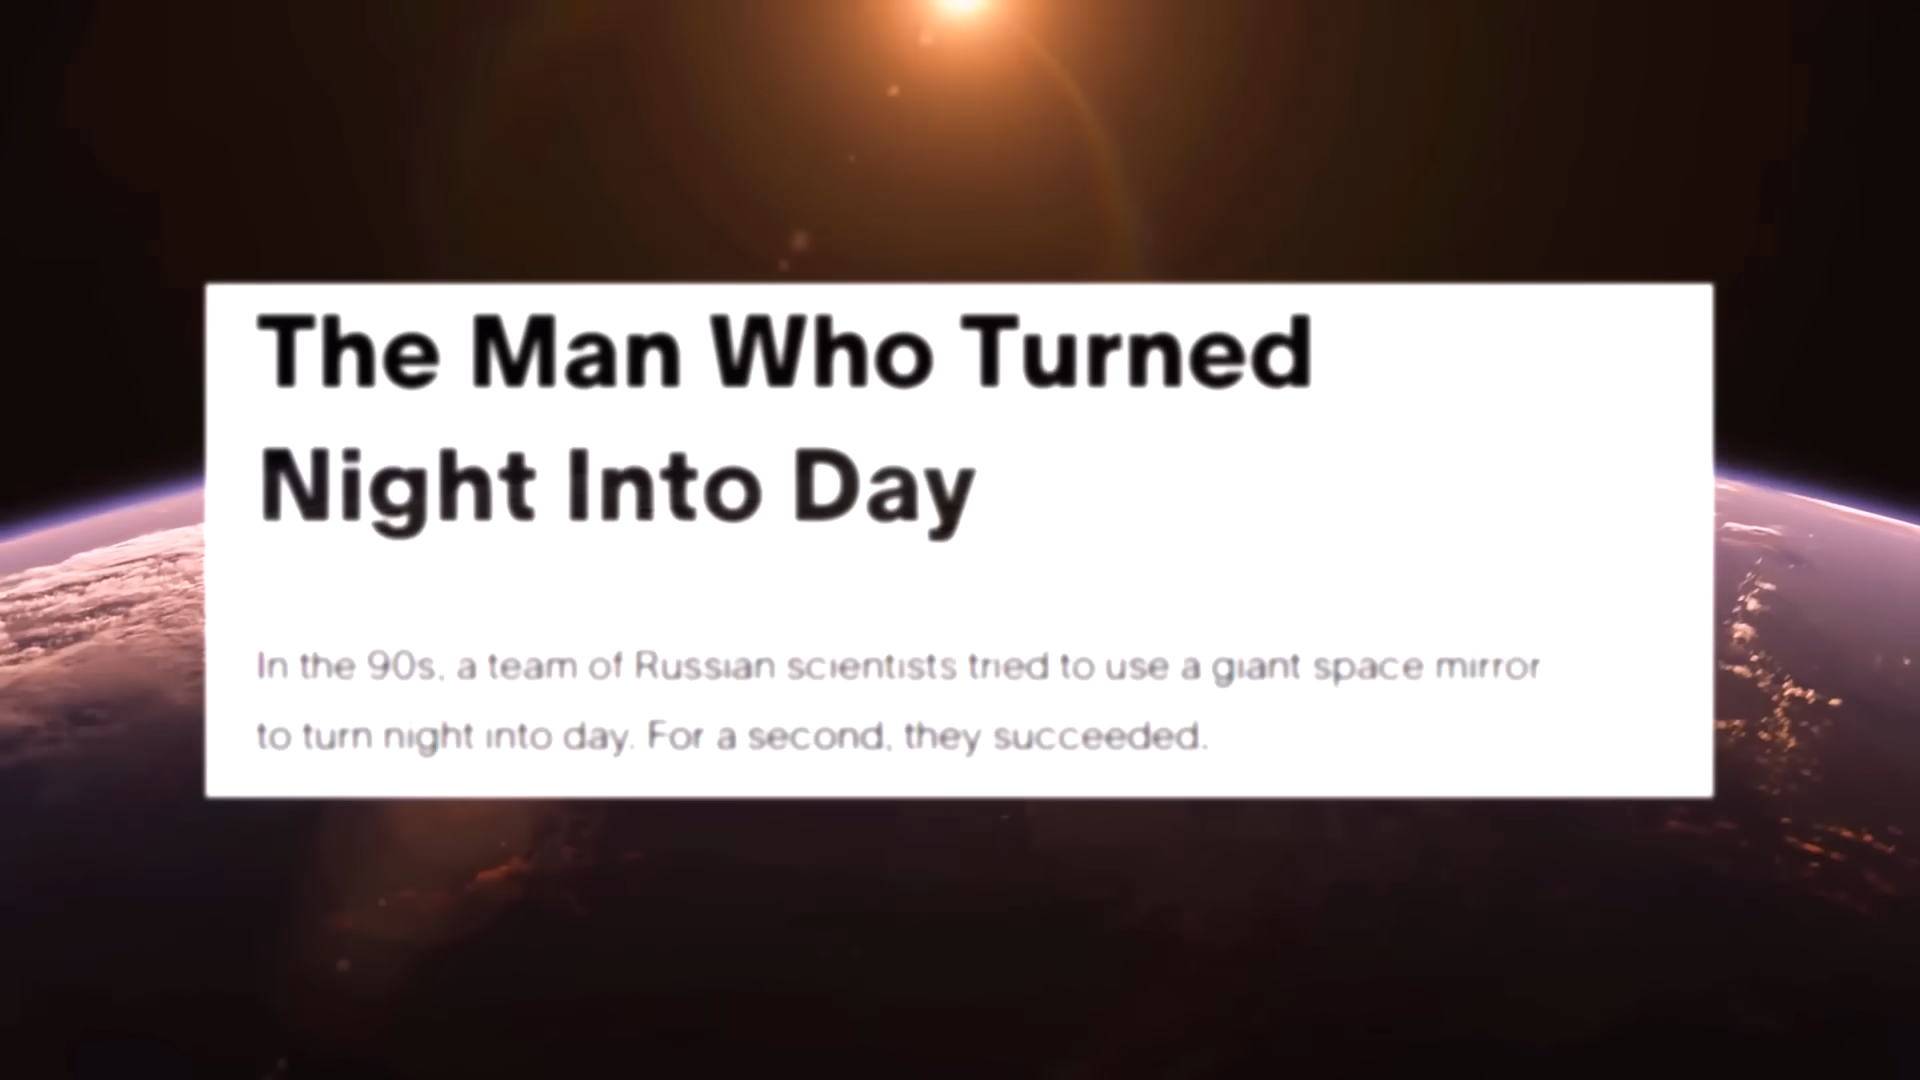 The Man Who Turned
Night Into Day
In the 90s, a team of Russian scientists tried to use a giant space mirror
to turn night into day. For a second, they succeeded.